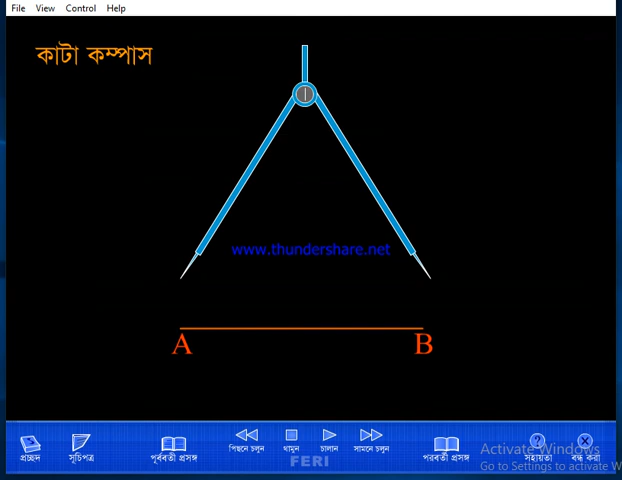 File View Control Help
কাটা কম্পাস
www.thundershare.net
A B
প্রচ্ছদ সূচিপত্র পূর্ববর্তী প্রসঙ্গ পিছনে চলুন থামুন চালান সামনে চলুন পরবর্তী প্রসঙ্গ সহায়তা বন্ধ করা
FERI
Activate Windows
Go to Settings to activate W